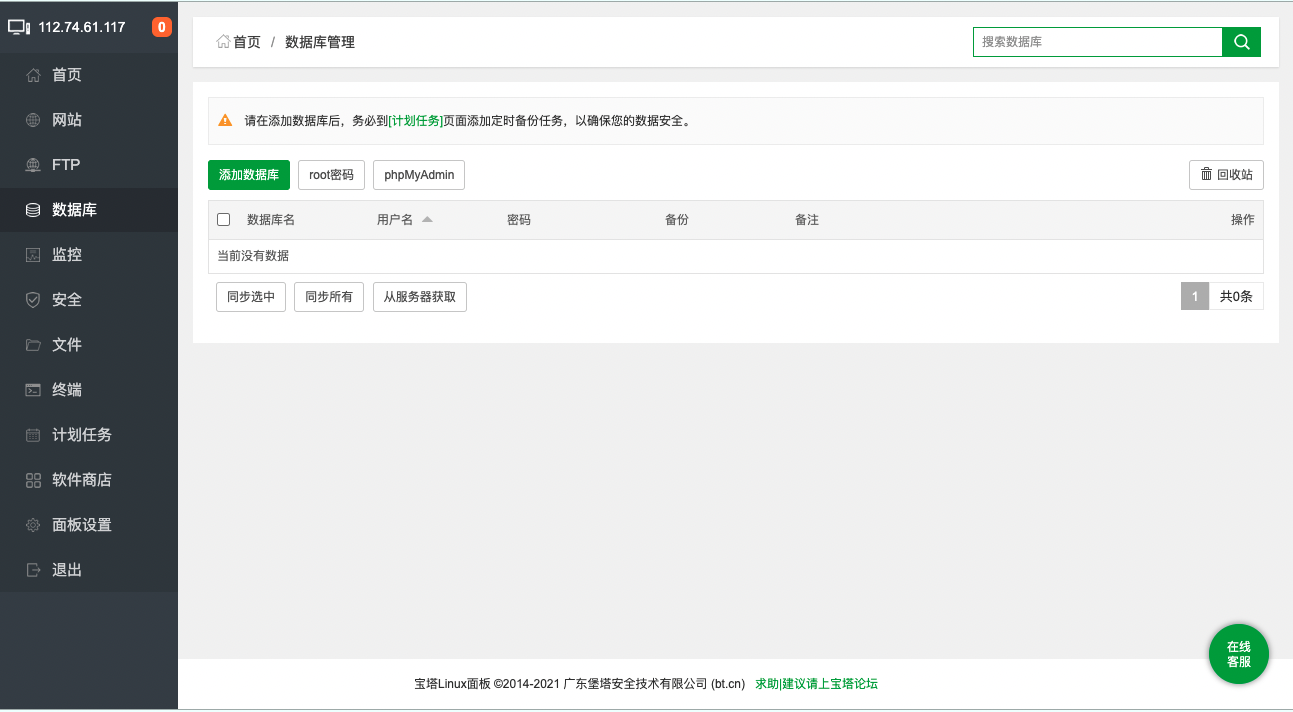 112.74.61.117 0
首页
网站
FTP
数据库
监控
安全
文件
终端
计划任务
软件商店
面板设置
退出
首页 / 数据库管理
搜索数据库
请在添加数据库后，务必到[计划任务]页面添加定时备份任务，以确保您的数据安全。
添加数据库 root密码 phpMyAdmin 回收站
数据库名 用户名 密码 备份 备注 操作
当前没有数据
同步选中 同步所有 从服务器获取 1 共0条
在线
客服
宝塔Linux面板 ©2014-2021 广东堡塔安全技术有限公司 (bt.cn) 求助|建议请上宝塔论坛